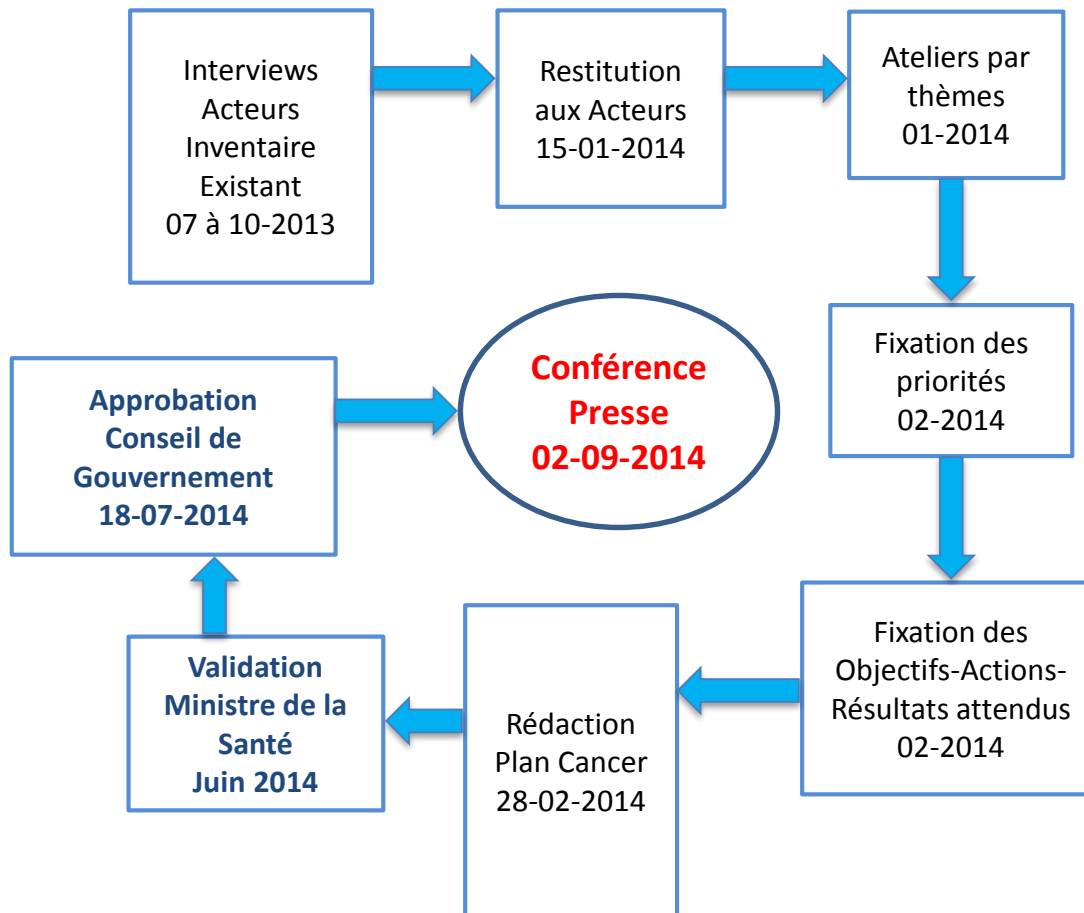 Interviews
Acteurs
Inventaire
Existant
07 à 10-2013
Restitution
aux Acteurs
15-01-2014
Ateliers par
thèmes
01-2014
Fixation des
priorités
02-2014
Fixation des
Objectifs-Actions-
Résultats attendus
02-2014
Rédaction
Plan Cancer
28-02-2014
Validation
Ministre de la
Santé
Juin 2014
Approbation
Conseil de
Gouvernement
18-07-2014
Conférence
Presse
02-09-2014